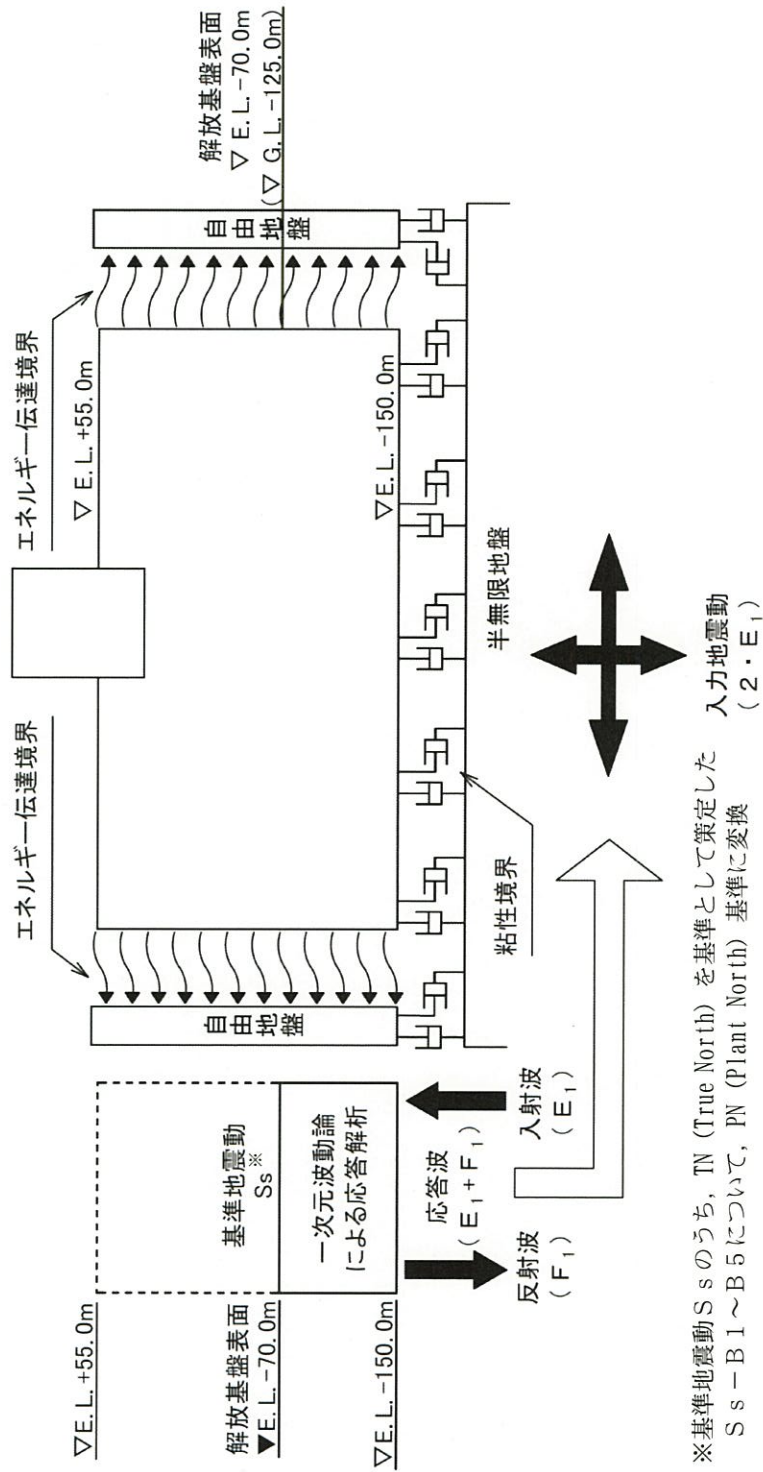 ▽E.L.+55.0m
解放基盤表面
▼E.L.-70.0m
▽E.L.-150.0m
基準地震動
Ss※
一次元波動論
による応答解析
応答波
(E₁+F₁)
反射波
(F₁)
入射波
(E₁)
エネルギー伝達境界
エネルギー伝達境界
自由地盤
自由地盤
▽E.L.+55.0m
▽E.L.-150.0m
解放基盤表面
▽E.L.-70.0m
(▽G.L.-125.0m)
粘性境界
半無限地盤
入力地震動
(2・E₁)
※基準地震動Ssのうち,TN(True North)を基準として策定した
Ss-B1~B5について,PN(Plant North)基準に変換